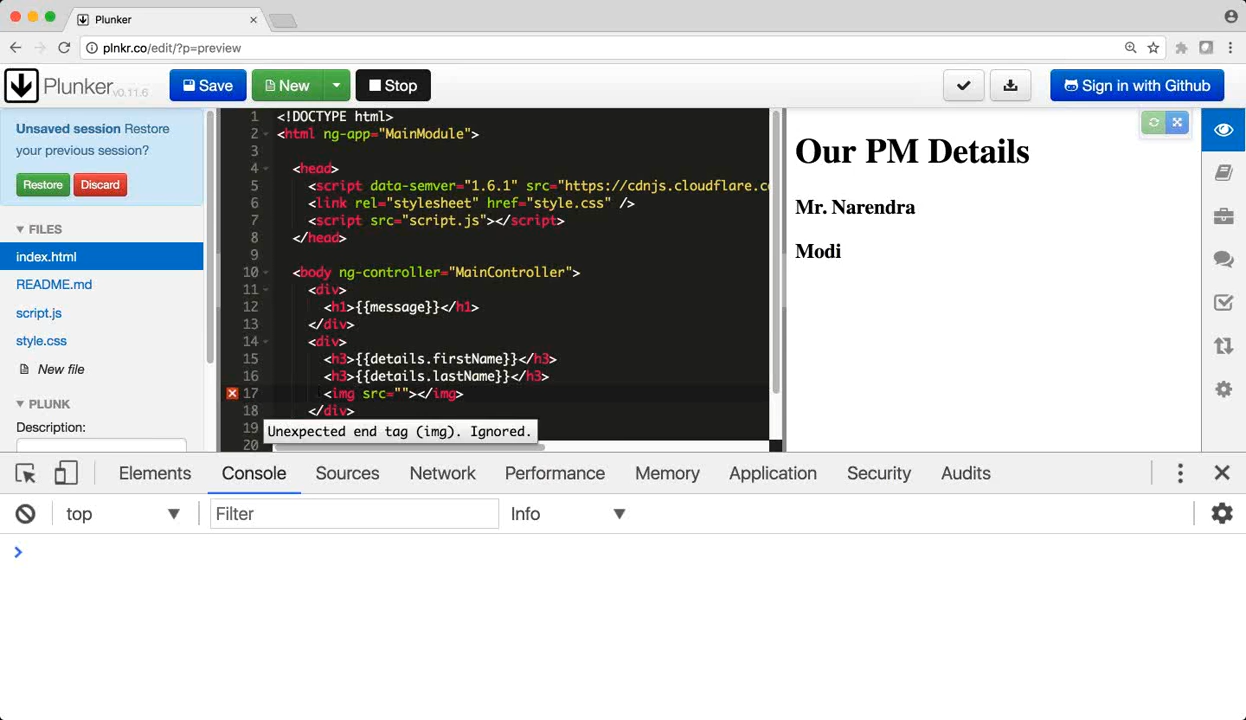 Plunker
plnkr.co/edit/?p=preview
Plunker v0.11.6
Save
New
Stop
Sign in with Github
Unsaved session Restore
your previous session?
Restore
Discard
FILES
index.html
README.md
script.js
style.css
New file
PLUNK
Description:
1 <!DOCTYPE html>
2 <html ng-app="MainModule">
3
4 <head>
5 <script data-semver="1.6.1" src="https://cdnjs.cloudflare.c
6 <link rel="stylesheet" href="style.css" />
7 <script src="script.js"></script>
8 </head>
9
10 <body ng-controller="MainController">
11 <div>
12 <h1>{{message}}</h1>
13 </div>
14 <div>
15 <h3>{{details.firstName}}</h3>
16 <h3>{{details.lastName}}</h3>
17 <img src=""></img>
18 </div>
19
20
Unexpected end tag (img). Ignored.
Our PM Details
Mr. Narendra
Modi
Elements
Console
Sources
Network
Performance
Memory
Application
Security
Audits
top
Filter
Info